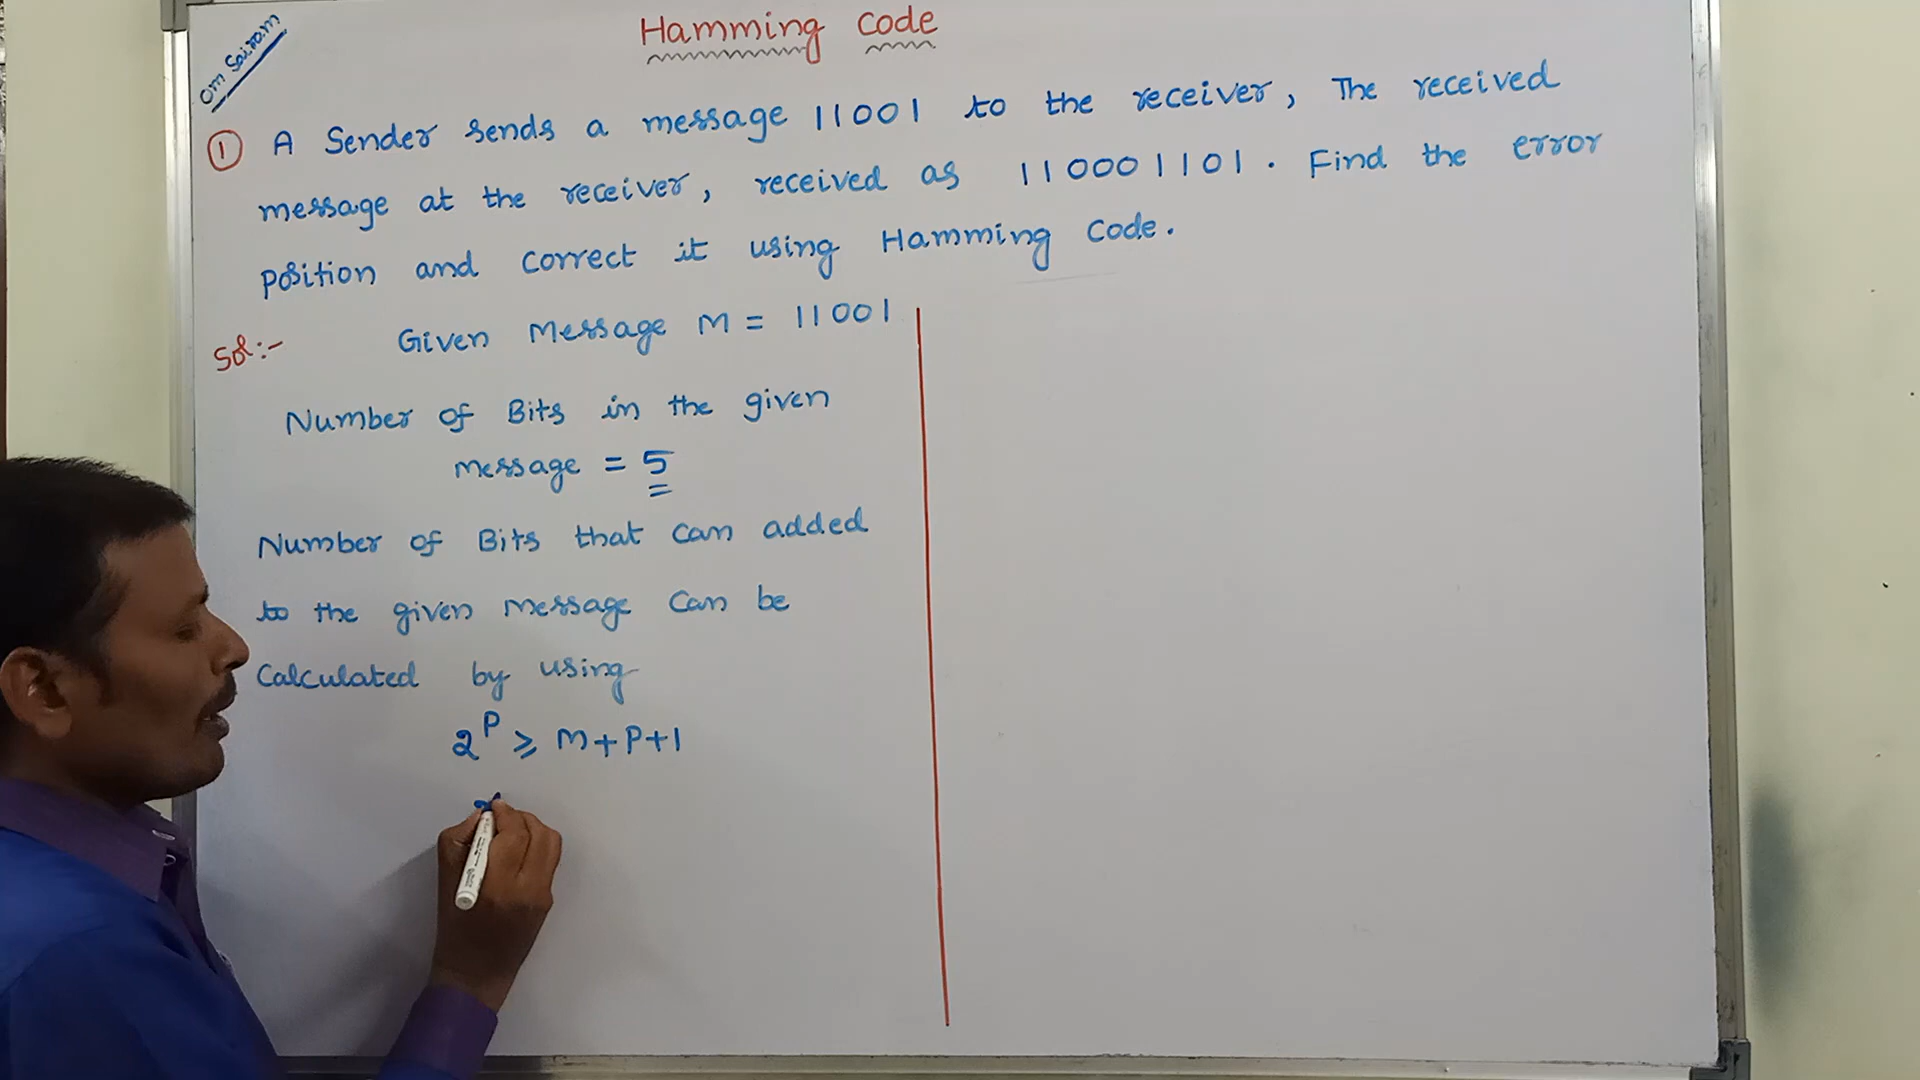 Om Sairam
Hamming Code
1 A Sender sends a message 11001 to the receiver, The received
message at the receiver, received as 110001101. Find the error
position and correct it using Hamming Code.
Sol:- Given Message M = 11001
Number of Bits in the given
message = 5
Number of Bits that can added
to the given message can be
calculated by using
2^P ≥ m+P+1